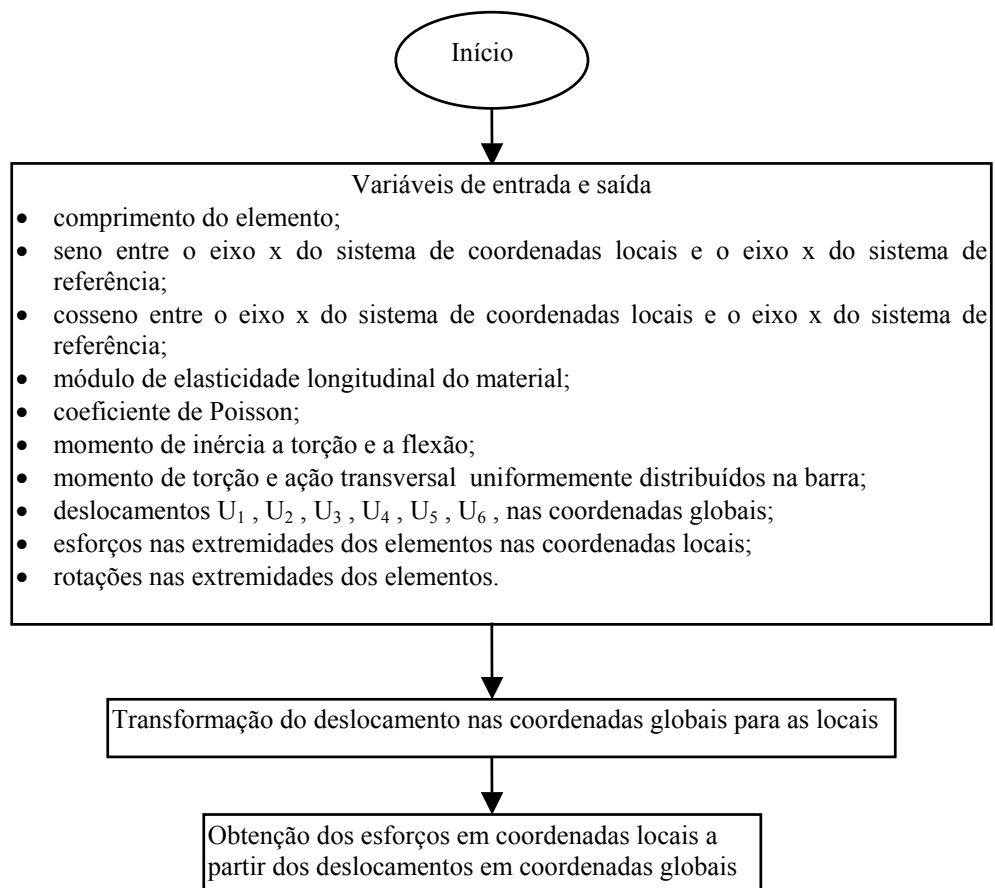 Início
Variáveis de entrada e saída
• comprimento do elemento;
• seno entre o eixo x do sistema de coordenadas locais e o eixo x do sistema de
referência;
• cosseno entre o eixo x do sistema de coordenadas locais e o eixo x do sistema de
referência;
• módulo de elasticidade longitudinal do material;
• coeficiente de Poisson;
• momento de inércia a torção e a flexão;
• momento de torção e ação transversal uniformemente distribuídos na barra;
• deslocamentos U₁ , U₂ , U₃ , U₄ , U₅ , U₆ , nas coordenadas globais;
• esforços nas extremidades dos elementos nas coordenadas locais;
• rotações nas extremidades dos elementos.
Transformação do deslocamento nas coordenadas globais para as locais
Obtenção dos esforços em coordenadas locais a
partir dos deslocamentos em coordenadas globais